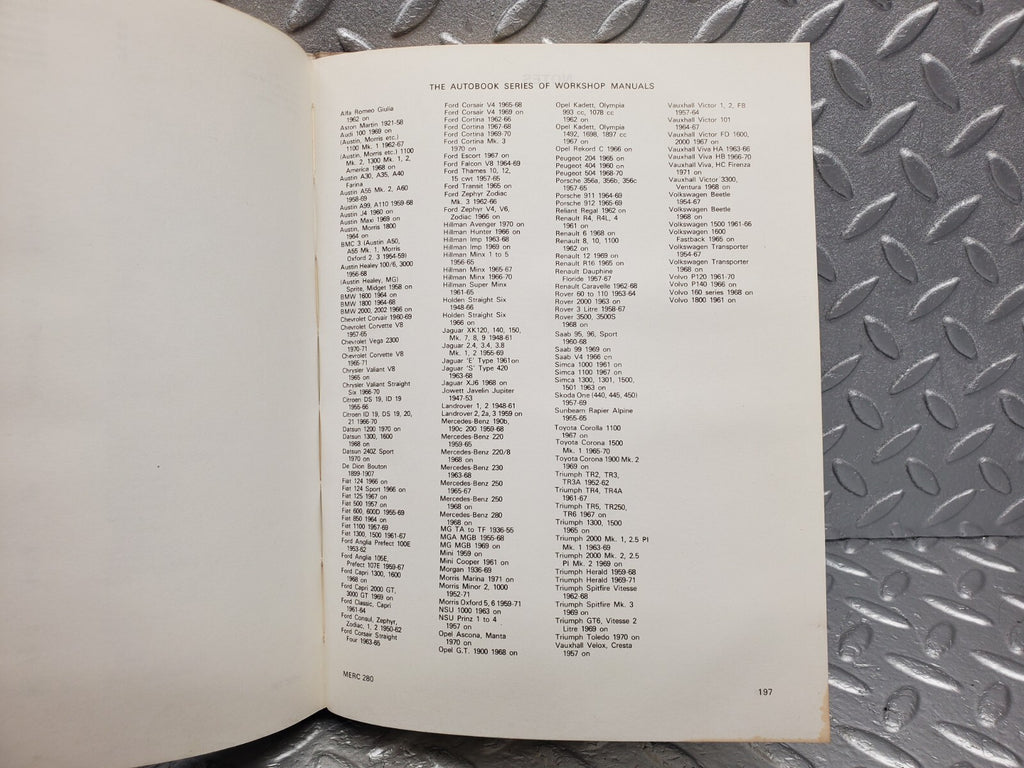 THE AUTOBOOK SERIES OF WORKSHOP MANUALS
Alfa Romeo Giulia
1962 on
Aston Martin 1921-58
Audi 100 1969 on
(Austin, Morris etc.)
1100 Mk. 1 1962-67
(Austin, Morris etc.) 1100
Mk. 2, 1300 Mk. 1, 2,
America 1968 on
Austin A30, A35, A40
Farina
Austin A55 Mk. 2, A60
1958-69
Austin A99, A110 1959-68
Austin J4 1960 on
Austin Maxi 1969 on
Austin, Morris 1800
1964 on
BMC 3 (Austin A50,
A55 Mk. 1, Morris
Oxford 2, 3 1954-59)
Austin Healey 100/6, 3000
1956-68
(Austin Healey, MG)
Sprite, Midget 1958 on
BMW 1600 1964 on
BMW 1800 1964-68
BMW 2000, 2002 1966 on
Chevrolet Corvair 1960-69
Chevrolet Corvette V8
1957-65
Chevrolet Vega 2300
1970-71
Chevrolet Corvette V8
1965-71
Chrysler Valiant V8
1965 on
Chrysler Valiant Straight
Six 1966-70
Citroen DS 19, ID 19
1955-66
Citroen ID 19, DS 19, 20,
21 1966-70
Datsun 1200 1970 on
Datsun 1300, 1600
1968 on
Datsun 240Z Sport
1970 on
De Dion Bouton
1899-1907
Fiat 124 1966 on
Fiat 124 Sport 1966 on
Fiat 125 1967 on
Fiat 500 1957 on
Fiat 600, 600D 1955-69
Fiat 850 1964 on
Fiat 1100 1957-69
Fiat 1300, 1500 1961-67
Ford Anglia Prefect 100E
1953-62
Ford Anglia 105E,
Prefect 107E 1959-67
Ford Capri 1300, 1600
1968 on
Ford Capri 2000 GT,
3000 GT 1969 on
Ford Classic, Capri
1961-64
Ford Consul, Zephyr,
Zodiac, 1, 2 1950-62
Ford Corsair Straight
Four 1963-65
Ford Corsair V4 1965-68
Ford Corsair V4 1969 on
Ford Cortina 1962-66
Ford Cortina 1967-68
Ford Cortina 1969-70
Ford Cortina Mk. 3
1970 on
Ford Escort 1967 on
Ford Falcon V8 1964-69
Ford Thames 10, 12,
15 cwt 1957-65
Ford Transit 1965 on
Ford Zephyr Zodiac
Mk. 3 1962-66
Ford Zephyr V4, V6,
Zodiac 1966 on
Hillman Avenger 1970 on
Hillman Hunter 1966 on
Hillman Imp 1963-68
Hillman Imp 1969 on
Hillman Minx 1 to 5
1956-65
Hillman Minx 1965-67
Hillman Minx 1966-70
Hillman Super Minx
1961-65
Holden Straight Six
1948-66
Holden Straight Six
1966 on
Jaguar XK120, 140, 150,
Mk. 7, 8, 9 1948-61
Jaguar 2.4, 3.4, 3.8
Mk. 1, 2 1955-69
Jaguar 'E' Type 1961 on
Jaguar 'S' Type 420
1963-68
Jaguar XJ6 1968 on
Jowett Javelin Jupiter
1947-53
Landrover 1, 2 1948-61
Landrover 2, 2a, 3 1959 on
Mercedes-Benz 190b,
190c 200 1959-68
Mercedes-Benz 220
1959-65
Mercedes-Benz 220/8
1968 on
Mercedes-Benz 230
1963-68
Mercedes-Benz 250
1965-67
Mercedes-Benz 250
1968 on
Mercedes-Benz 280
1968 on
MG TA to TF 1936-55
MGA MGB 1955-68
MG MGB 1969 on
Mini 1959 on
Mini Cooper 1961 on
Morgan 1936-69
Morris Marina 1971 on
Morris Minor 2, 1000
1952-71
Morris Oxford 5, 6 1959-71
NSU 1000 1963 on
NSU Prinz 1 to 4
1957 on
Opel Ascona, Manta
1970 on
Opel G.T. 1900 1968 on
Opel Kadett, Olympia
993 cc, 1078 cc
1962 on
Opel Kadett, Olympia
1492, 1698, 1897 cc
1967 on
Opel Rekord C 1966 on
Peugeot 204 1965 on
Peugeot 404 1960 on
Peugeot 504 1968-70
Porsche 356a, 356b, 356c
1957-65
Porsche 911 1964-69
Porsche 912 1965-69
Reliant Regal 1962 on
Renault R4, R4L, 4
1961 on
Renault 6 1968 on
Renault 8, 10, 1100
1962 on
Renault 12 1969 on
Renault R16 1965 on
Renault Dauphine
Floride 1957-67
Renault Caravelle 1962-68
Rover 60 to 110 1953-64
Rover 2000 1963 on
Rover 3 Litre 1958-67
Rover 3500, 3500S
1968 on
Saab 95, 96, Sport
1960-68
Saab 99 1969 on
Saab V4 1966 on
Simca 1000 1961 on
Simca 1100 1967 on
Simca 1300, 1301, 1500,
1501 1963 on
Skoda One (440, 445, 450)
1957-69
Sunbeam Rapier Alpine
1955-65
Toyota Corolla 1100
1967 on
Toyota Corona 1500
Mk. 1 1965-70
Toyota Corona 1900 Mk. 2
1969 on
Triumph TR2, TR3,
TR3A 1952-62
Triumph TR4, TR4A
1961-67
Triumph TR5, TR250,
TR6 1967 on
Triumph 1300, 1500
1965 on
Triumph 2000 Mk. 1, 2.5 PI
Mk. 1 1963-69
Triumph 2000 Mk. 2, 2.5
PI Mk. 2 1969 on
Triumph Herald 1959-68
Triumph Herald 1969-71
Triumph Spitfire Vitesse
1962-68
Triumph Spitfire Mk. 3
1969 on
Triumph GT6, Vitesse 2
Litre 1969 on
Triumph Toledo 1970 on
Vauxhall Velox, Cresta
1957 on
Vauxhall Victor 1, 2, FB
1957-64
Vauxhall Victor 101
1964-67
Vauxhall Victor FD 1600,
2000 1967 on
Vauxhall Viva HA 1963-66
Vauxhall Viva HB 1966-70
Vauxhall Viva, HC Firenza
1971 on
Vauxhall Victor 3300,
Ventura 1968 on
Volkswagen Beetle
1954-67
Volkswagen Beetle
1968 on
Volkswagen 1500 1961-66
Volkswagen 1600
Fastback 1965 on
Volkswagen Transporter
1954-67
Volkswagen Transporter
1968 on
Volvo P120 1961-70
Volvo P140 1966 on
Volvo 160 series 1968 on
Volvo 1800 1961 on
MERC 280
197